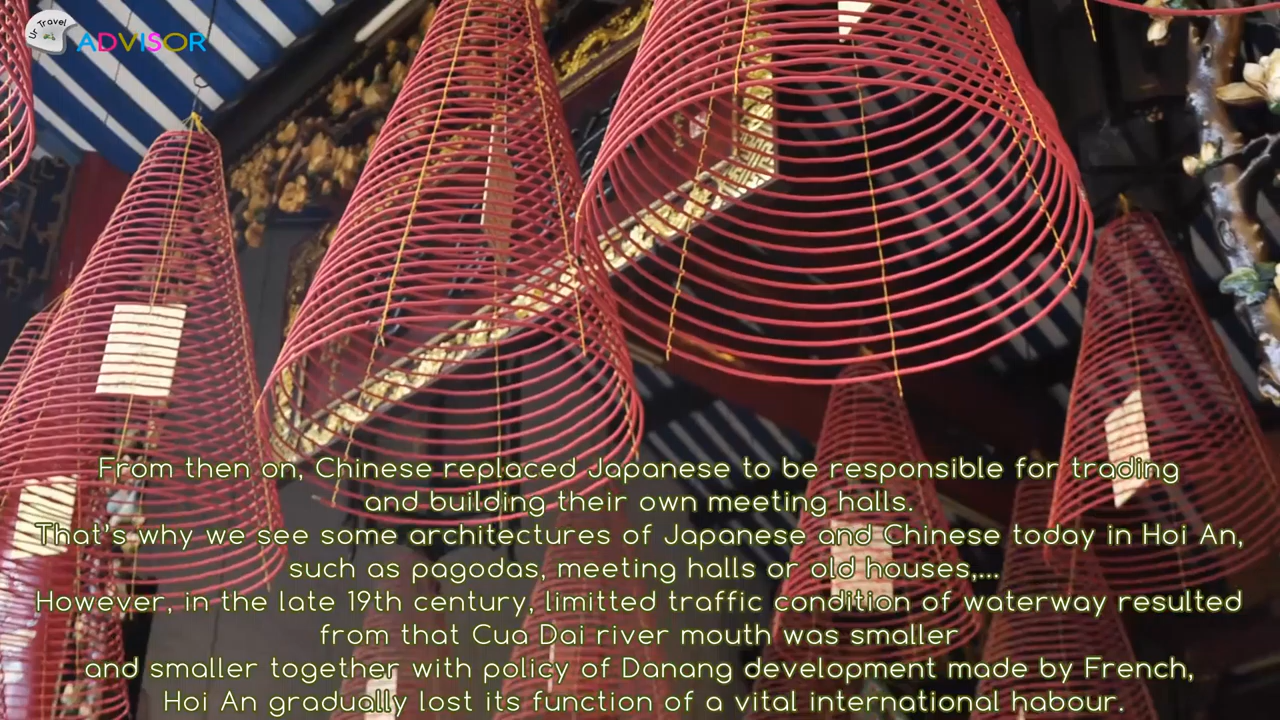 Ur Travel
ADVISOR
From then on, Chinese replaced Japanese to be responsible for trading
and building their own meeting halls.
That's why we see some architectures of Japanese and Chinese today in Hoi An,
such as pagodas, meeting halls or old houses,...
However, in the late 19th century, limitted traffic condition of waterway resulted
from that Cua Dai river mouth was smaller
and smaller together with policy of Danang development made by French,
Hoi An gradually lost its function of a vital international habour.